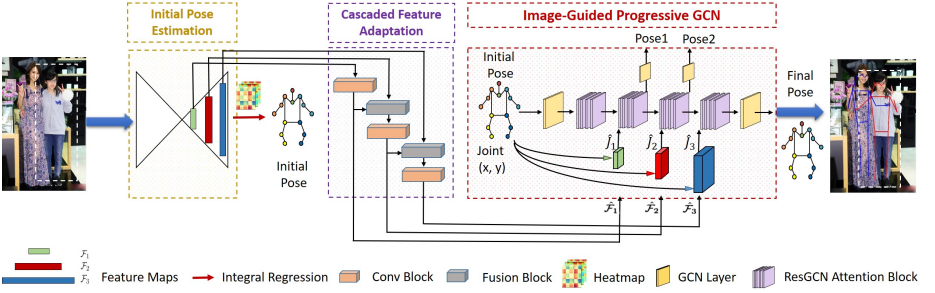 Initial Pose
Estimation
Cascaded Feature
Adaptation
Image-Guided Progressive GCN
Pose1
Pose2
Initial
Pose
Joint
(x, y)
Initial
Pose
Ĵ₁
Ĵ₂
Ĵ₃
F̂₁
F̂₂
F̂₃
Final
Pose
F₁
F₂
F₃
Feature Maps
Integral Regression
Conv Block
Fusion Block
Heatmap
GCN Layer
ResGCN Attention Block